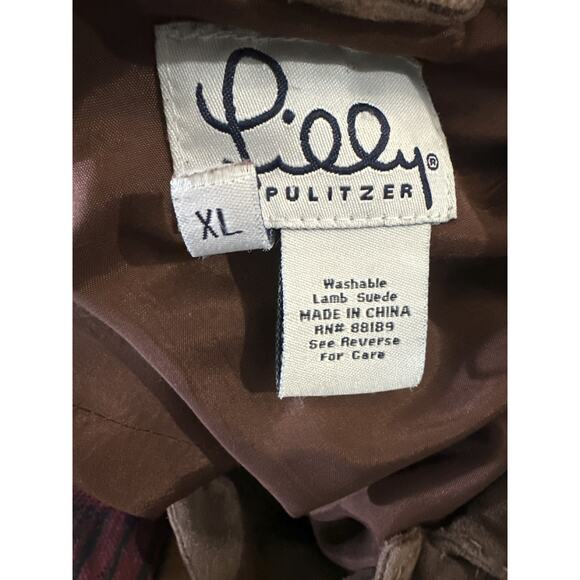 Lilly®
PULITZER
XL
Washable
Lamb Suede
MADE IN CHINA
RN# 88189
See Reverse
For Care